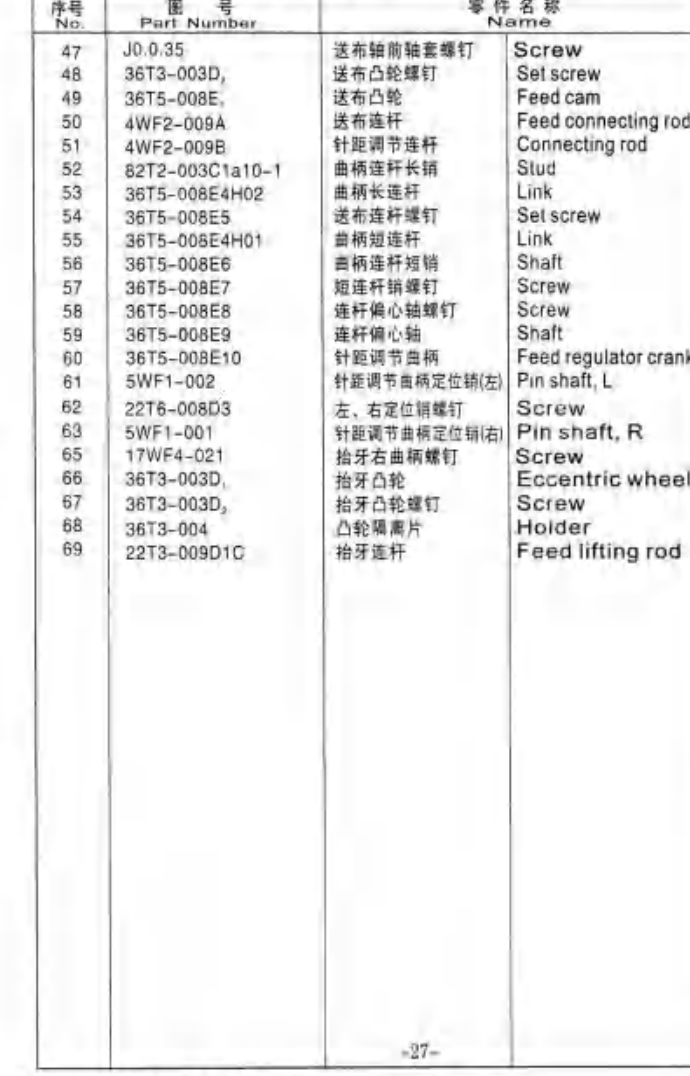 序号 图 号 零 件 名 称
No. Part Number Name
47 J0.0.35 送布轴前轴套螺钉 Screw
48 36T3-003D, 送布凸轮螺钉 Set screw
49 36T5-008E, 送布凸轮 Feed cam
50 4WF2-009A 送布连杆 Feed connecting rod
51 4WF2-009B 针距调节连杆 Connecting rod
52 82T2-003C1a10-1 曲柄连杆长销 Stud
53 36T5-008E4H02 曲柄长连杆 Link
54 36T5-008E5 送布连杆螺钉 Set screw
55 36T5-008E4H01 曲柄短连杆 Link
56 36T5-008E6 曲柄连杆短销 Shaft
57 36T5-008E7 短连杆销螺钉 Screw
58 36T5-008E8 连杆偏心轴螺钉 Screw
59 36T5-008E9 连杆偏心轴 Shaft
60 36T5-008E10 针距调节曲柄 Feed regulator crank
61 5WF1-002 针距调节曲柄定位销(左) Pin shaft, L
62 22T6-008D3 左、右定位销螺钉 Screw
63 5WF1-001 针距调节曲柄定位销(右) Pin shaft, R
65 17WF4-021 抬牙右曲柄螺钉 Screw
66 36T3-003D₁ 抬牙凸轮 Eccentric wheel
67 36T3-003D₂ 抬牙凸轮螺钉 Screw
68 36T3-004 凸轮隔离片 Holder
69 22T3-009D1C 抬牙连杆 Feed lifting rod
-27-